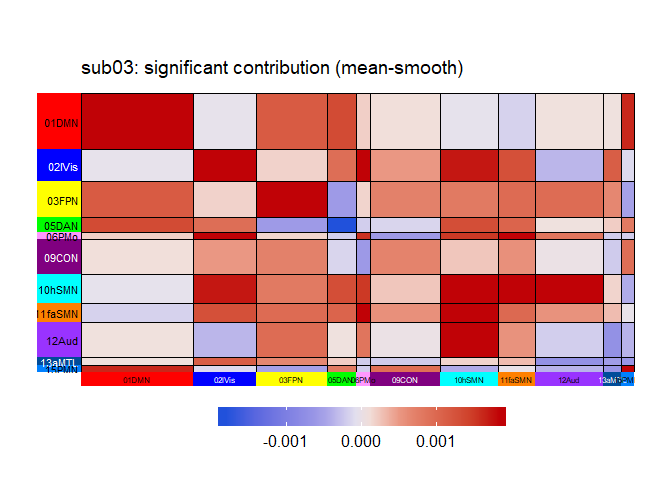 sub03: significant contribution (mean-smooth)
01DMN
02lVis
03FPN
05DAN
06PMo
09CON
10hSMN
11faSMN
12Aud
13aMTL
15PMN
01DMN 02lVis 03FPN 05DAN 06PMo 09CON 10hSMN 11faSMN 12Aud
-0.001 0.000 0.001